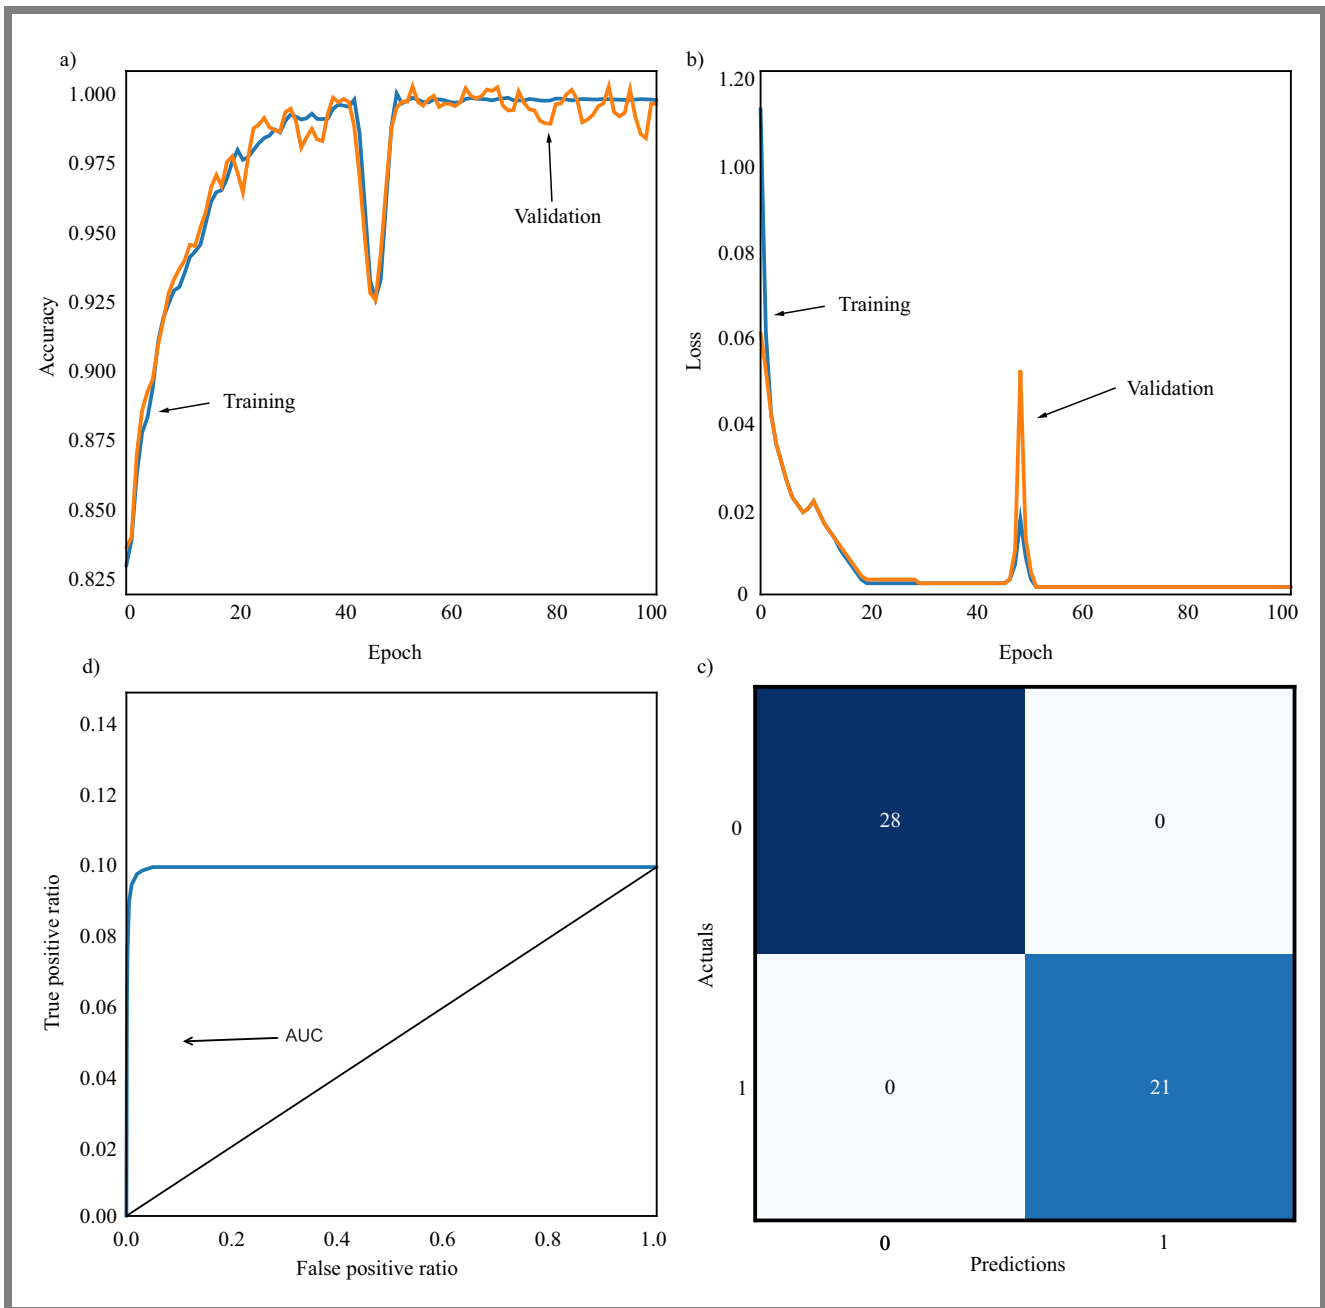 a)
1.000
0.975
0.950
0.925
0.900
0.875
0.850
0.825
Accuracy
Training
Validation
0 20 40 60 80 100
Epoch
b)
1.20
1.00
0.08
0.06
0.04
0.02
0
Loss
Training
Validation
0 20 40 60 80 100
Epoch
d)
0.14
0.12
0.10
0.08
0.06
0.04
0.02
0.00
True positive ratio
AUC
0.0 0.2 0.4 0.6 0.8 1.0
False positive ratio
c)
0
1
Actuals
28 0
0 21
0 1
Predictions